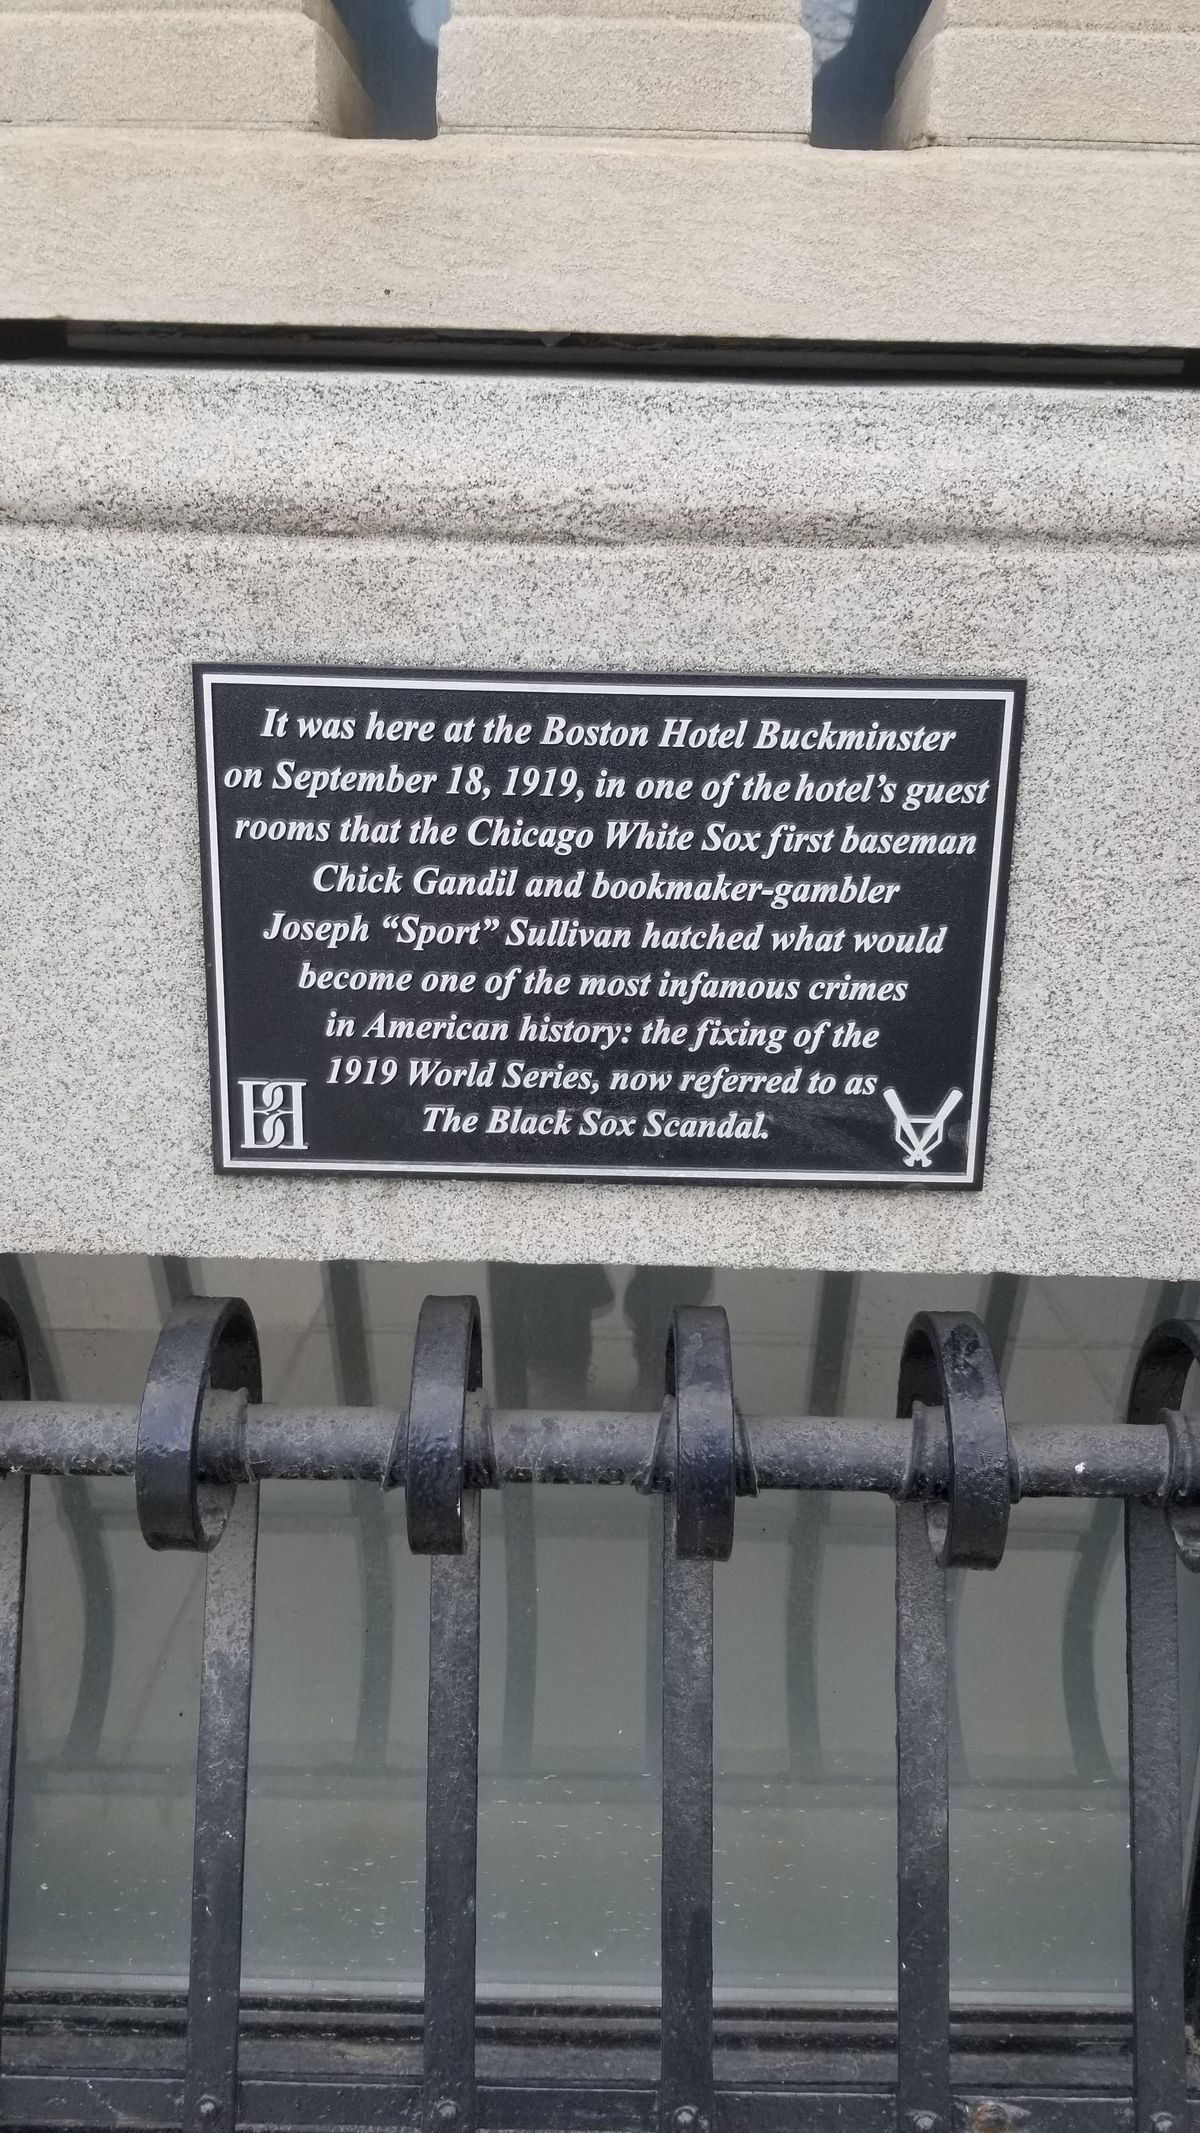 It was here at the Boston Hotel Buckminster
on September 18, 1919, in one of the hotel's guest
rooms that the Chicago White Sox first baseman
Chick Gandil and bookmaker-gambler
Joseph “Sport” Sullivan hatched what would
become one of the most infamous crimes
in American history: the fixing of the
1919 World Series, now referred to as
The Black Sox Scandal.